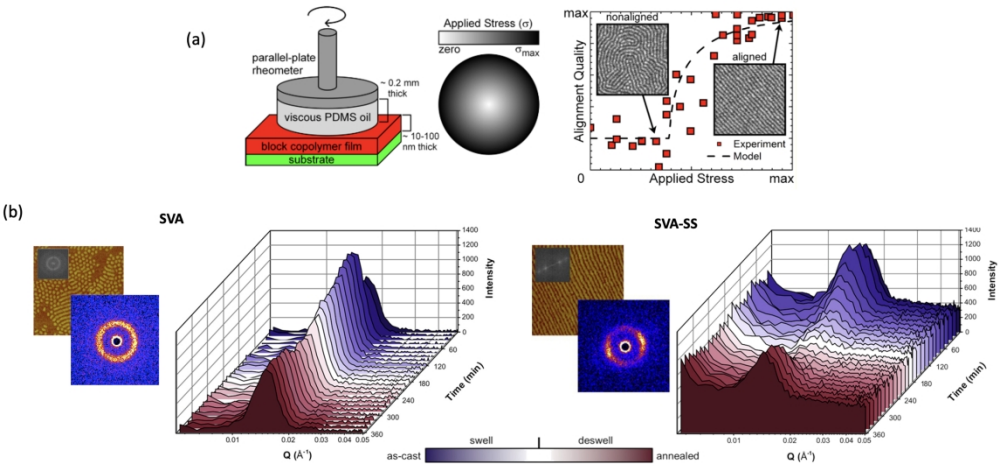 (a)
parallel-plate
rheometer
~ 0.2 mm
thick
viscous PDMS oil
block copolymer film
substrate
~ 10-100
nm thick
Applied Stress (σ)
zero
σmax
max
Alignment Quality
0
Applied Stress
max
nonaligned
aligned
Experiment
Model
(b)
SVA
1400
1200
1000
800
600
400
200
0
Intensity
60
120
180
240
300
360
Time (min)
0.01
0.02
0.03
0.04
0.05
Q (Å⁻¹)
SVA-SS
1400
1200
1000
800
600
400
200
0
Intensity
60
120
180
240
300
360
Time (min)
0.01
0.02
0.03
0.04
0.05
Q (Å⁻¹)
swell
deswell
as-cast
annealed